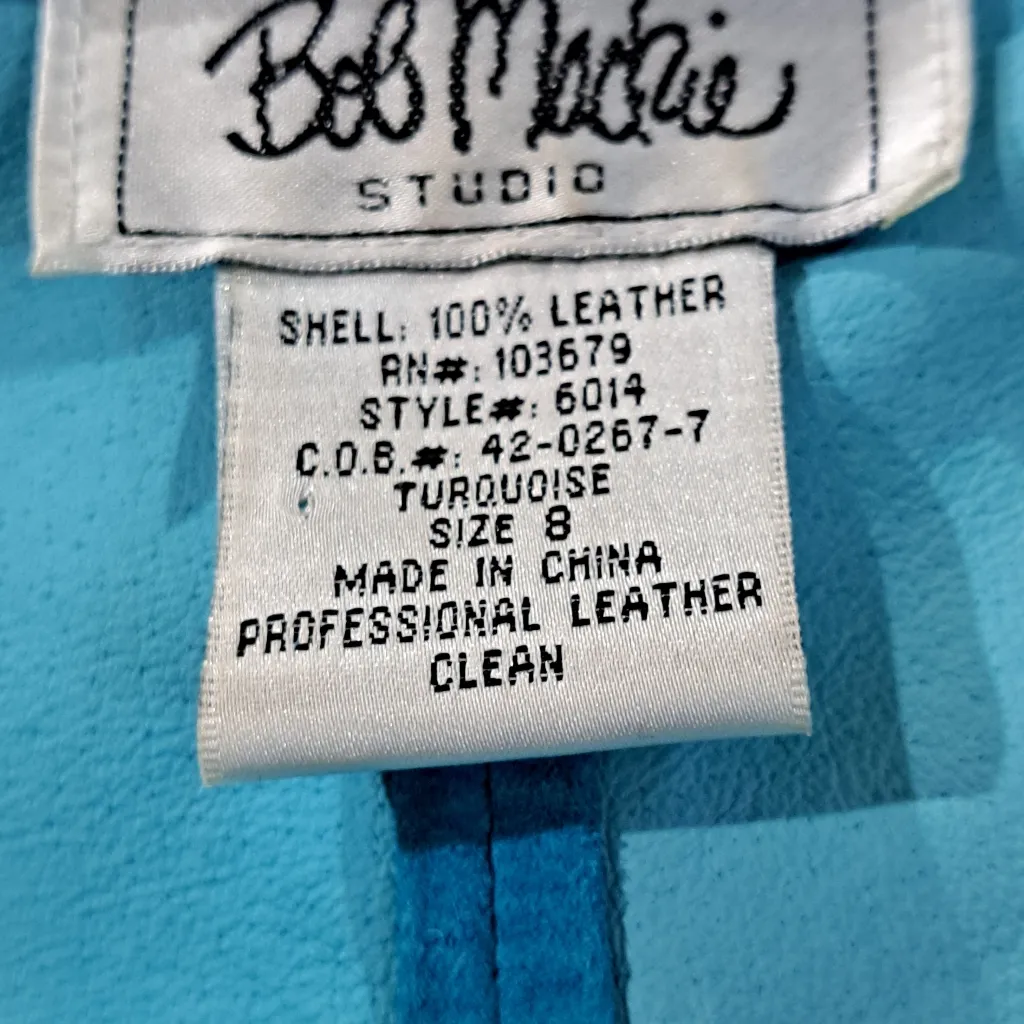 Bob Mackie
STUDIO
SHELL: 100% LEATHER
RN#: 103679
STYLE#: 6014
C.O.B.#: 42-0267-7
TURQUOISE
SIZE 8
MADE IN CHINA
PROFESSIONAL LEATHER
CLEAN